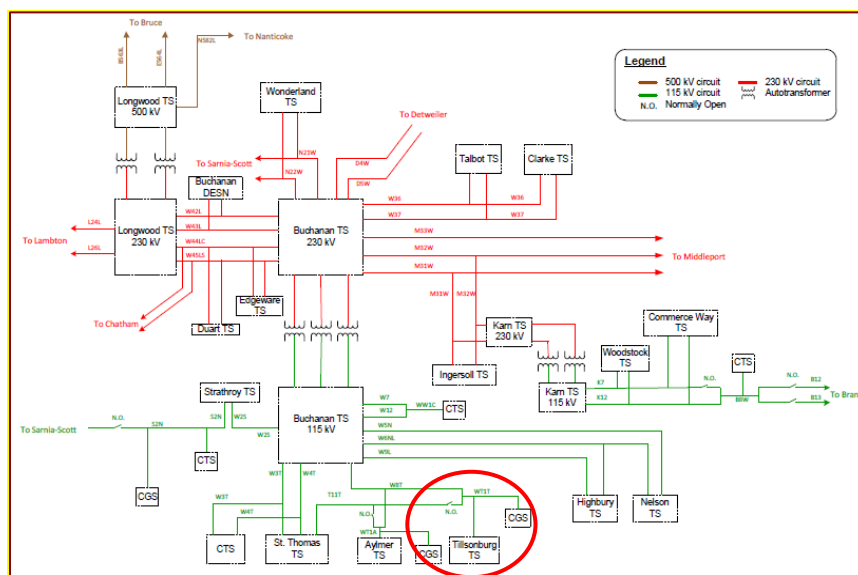 To Bruce
To Nanticoke
B563L
E564L
N582L
Longwood TS
500 kV
Wonderland
TS
Legend
500 kV circuit
230 kV circuit
115 kV circuit
Autotransformer
N.O.
Normally Open
To Detweiler
To Sarnia-Scott
N21W
N22W
D4W
D5W
Talbot TS
Clarke TS
Buchanan
DESN
W36
W36
W37
W37
Longwood TS
230 kV
W42L
W43L
W44LC
W45LS
Buchanan TS
230 kV
M33W
M32W
M31W
To Middleport
L24L
L26L
To Lambton
To Chatham
Duart TS
Edgeware
TS
M31W
M32W
Karn TS
230 kV
Ingersoll TS
Commerce Way
TS
Woodstock
TS
CTS
Karn TS
115 kV
K7
K12
N.O.
B8W
N.O.
B12
B13
To Bran
Strathroy TS
Buchanan TS
115 kV
W7
W12
WW1C
CTS
N.O.
To Sarnia-Scott
S2N
S2N
W2S
W2S
CTS
CGS
W5N
W6NL
W9L
W3T
W4T
W3T
W4T
CTS
St. Thomas
TS
T11T
W8T
N.O.
WT1A
Aylmer
TS
CGS
N.O.
WT1T
CGS
Tillsonburg
TS
Highbury
TS
Nelson
TS